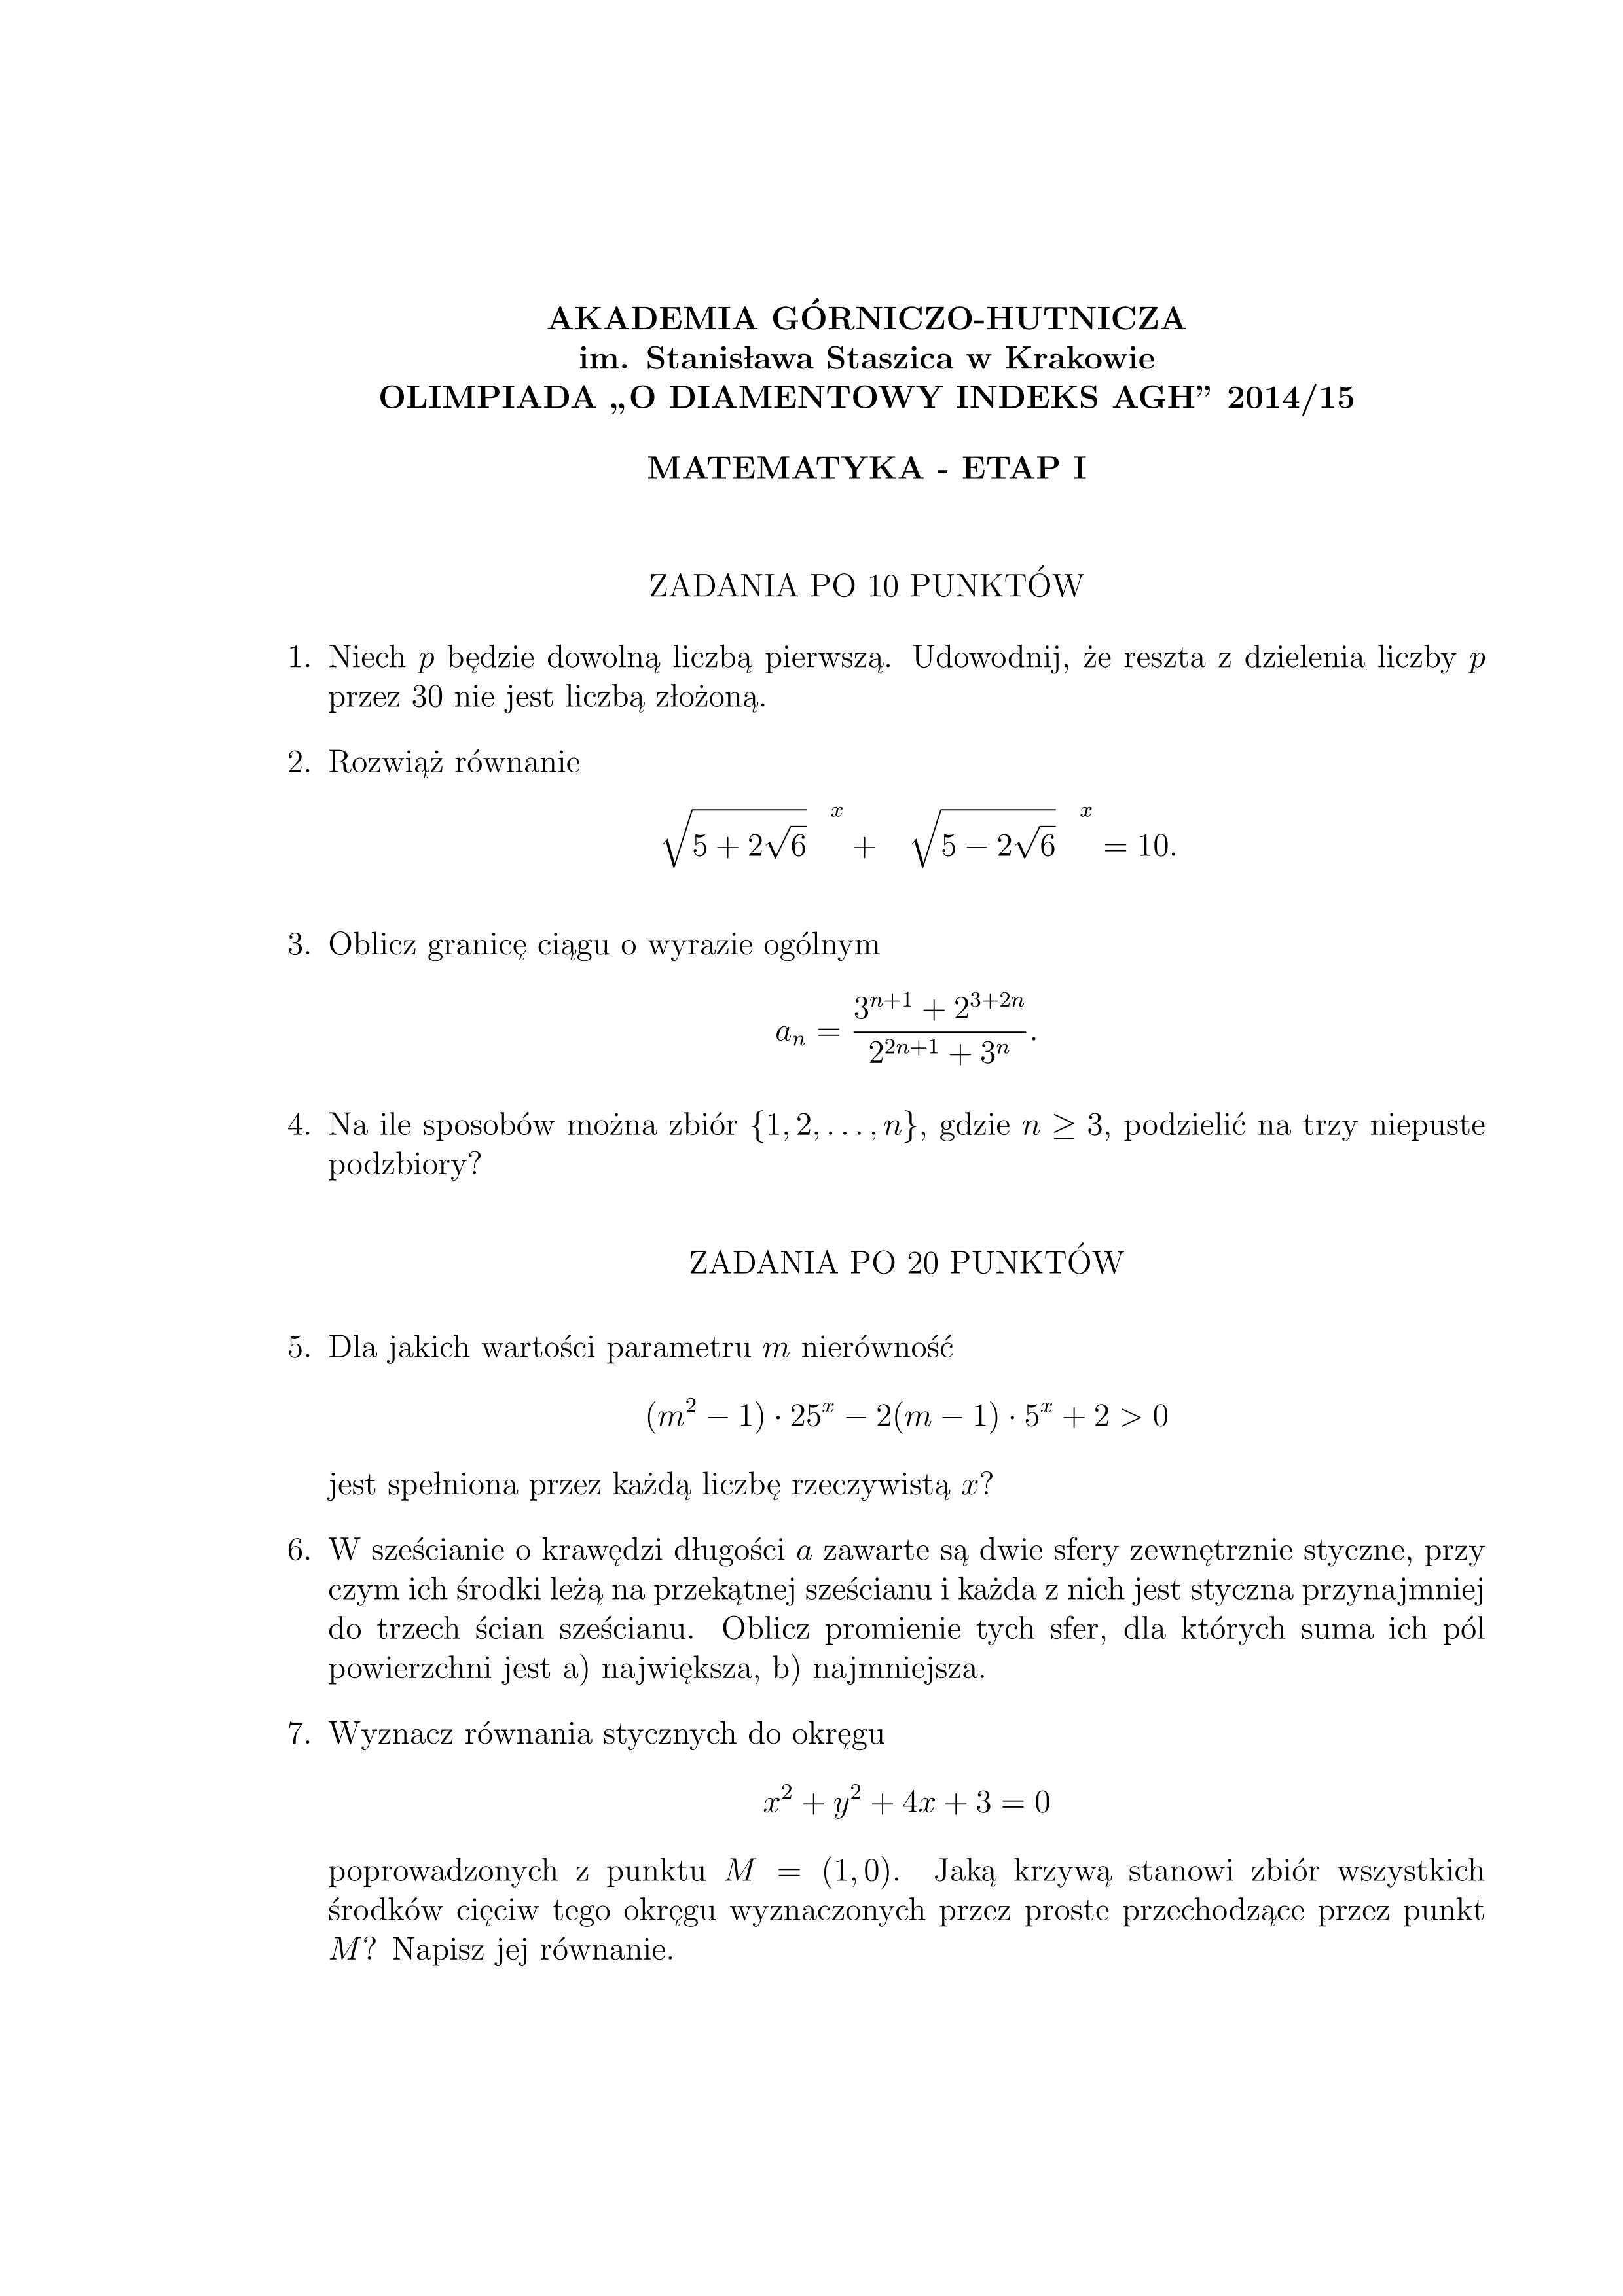 AKADEMIA GÓRNICZO-HUTNICZA
im. Stanisława Staszica w Krakowie
OLIMPIADA „O DIAMENTOWY INDEKS AGH” 2014/15
MATEMATYKA - ETAP I
ZADANIA PO 10 PUNKTÓW
1. Niech p będzie dowolną liczbą pierwszą. Udowodnij, że reszta z dzielenia liczby p
przez 30 nie jest liczbą złożoną.
2. Rozwiąż równanie
$\sqrt{5 + 2\sqrt{6}}^{x} + \sqrt{5 - 2\sqrt{6}}^{x} = 10.$
3. Oblicz granicę ciągu o wyrazie ogólnym
$a_n = \frac{3^{n+1} + 2^{3+2n}}{2^{2n+1} + 3^n}.$
4. Na ile sposobów można zbiór {1, 2, . . . , n}, gdzie n ≥ 3, podzielić na trzy niepuste
podzbiory?
ZADANIA PO 20 PUNKTÓW
5. Dla jakich wartości parametru m nierówność
$(m^2 - 1) \cdot 25^x - 2(m - 1) \cdot 5^x + 2 > 0$
jest spełniona przez każdą liczbę rzeczywistą x?
6. W sześcianie o krawędzi długości a zawarte są dwie sfery zewnętrznie styczne, przy
czym ich środki leżą na przekątnej sześcianu i każda z nich jest styczna przynajmniej
do trzech ścian sześcianu. Oblicz promienie tych sfer, dla których suma ich pól
powierzchni jest a) największa, b) najmniejsza.
7. Wyznacz równania stycznych do okręgu
$x^2 + y^2 + 4x + 3 = 0$
poprowadzonych z punktu M = (1, 0). Jaką krzywą stanowi zbiór wszystkich
środków cięciw tego okręgu wyznaczonych przez proste przechodzące przez punkt
M? Napisz jej równanie.